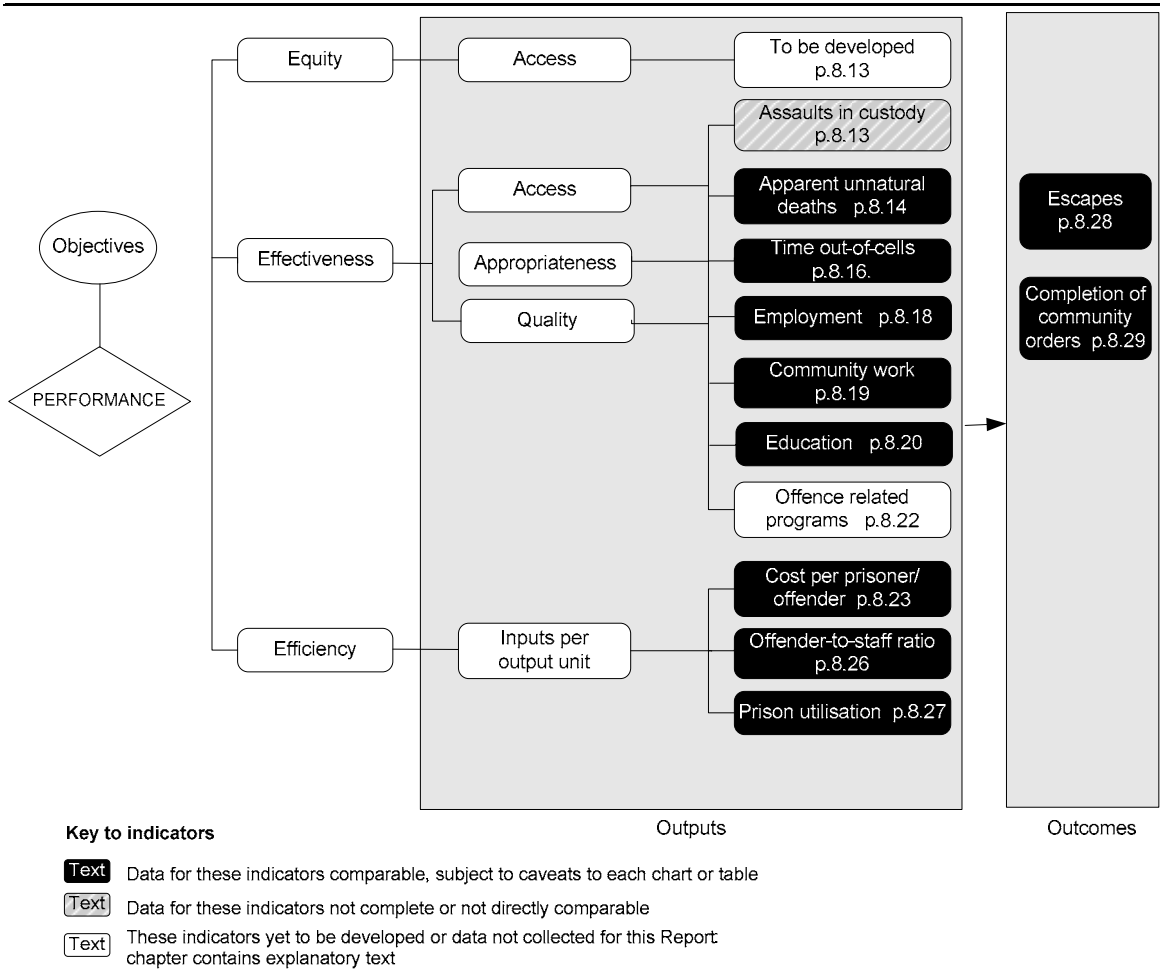 Equity
Access
To be developed
p.8.13
Assaults in custody
p.8.13
Access
Apparent unnatural
deaths p.8.14
Escapes
p.8.28
Objectives
Effectiveness
Appropriateness
Time out-of-cells
p.8.16.
Quality
Employment p.8.18
Completion of
community
orders p.8.29
PERFORMANCE
Community work
p.8.19
Education p.8.20
Offence related
programs p.8.22
Cost per prisoner/
offender p.8.23
Efficiency
Inputs per
output unit
Offender-to-staff ratio
p.8.26
Prison utilisation p.8.27
Outputs
Outcomes
Key to indicators
Text Data for these indicators comparable, subject to caveats to each chart or table
Text Data for these indicators not complete or not directly comparable
Text These indicators yet to be developed or data not collected for this Report:
chapter contains explanatory text